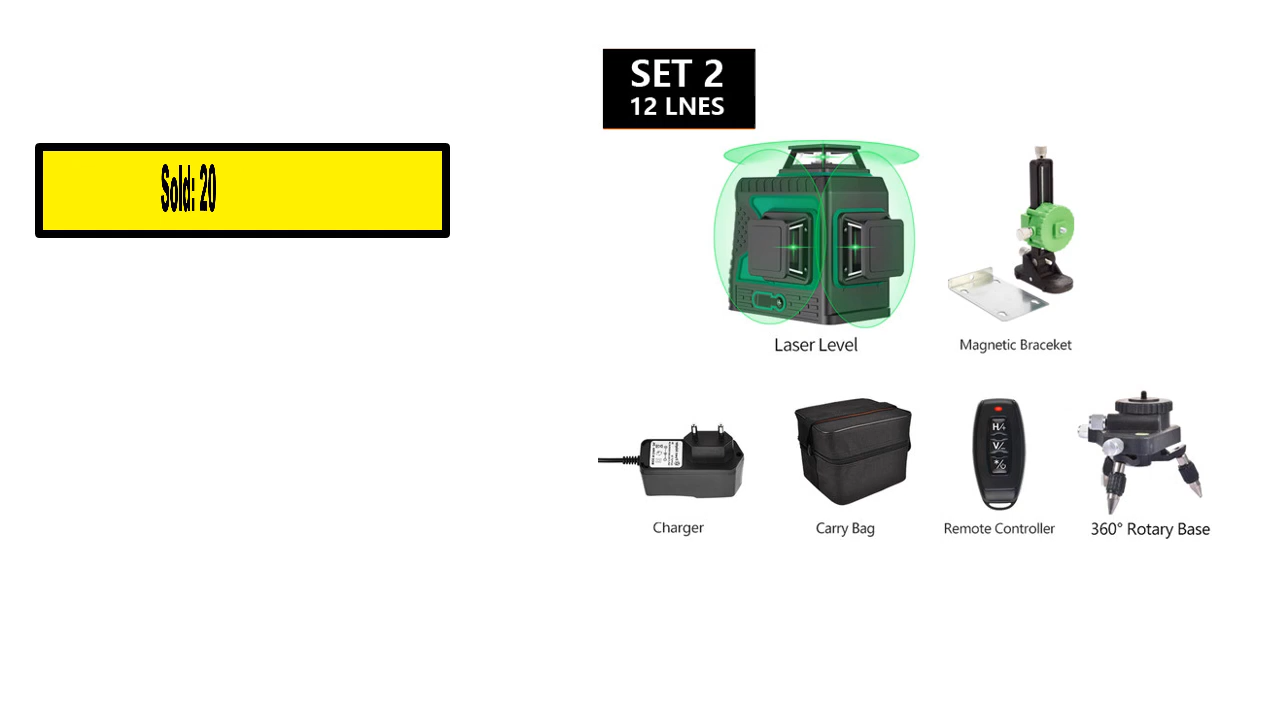 SET 2
12 LNES
Sold: 20
Laser Level
Magnetic Braceket
H/+
V/-
Charger
Carry Bag
Remote Controller
360° Rotary Base